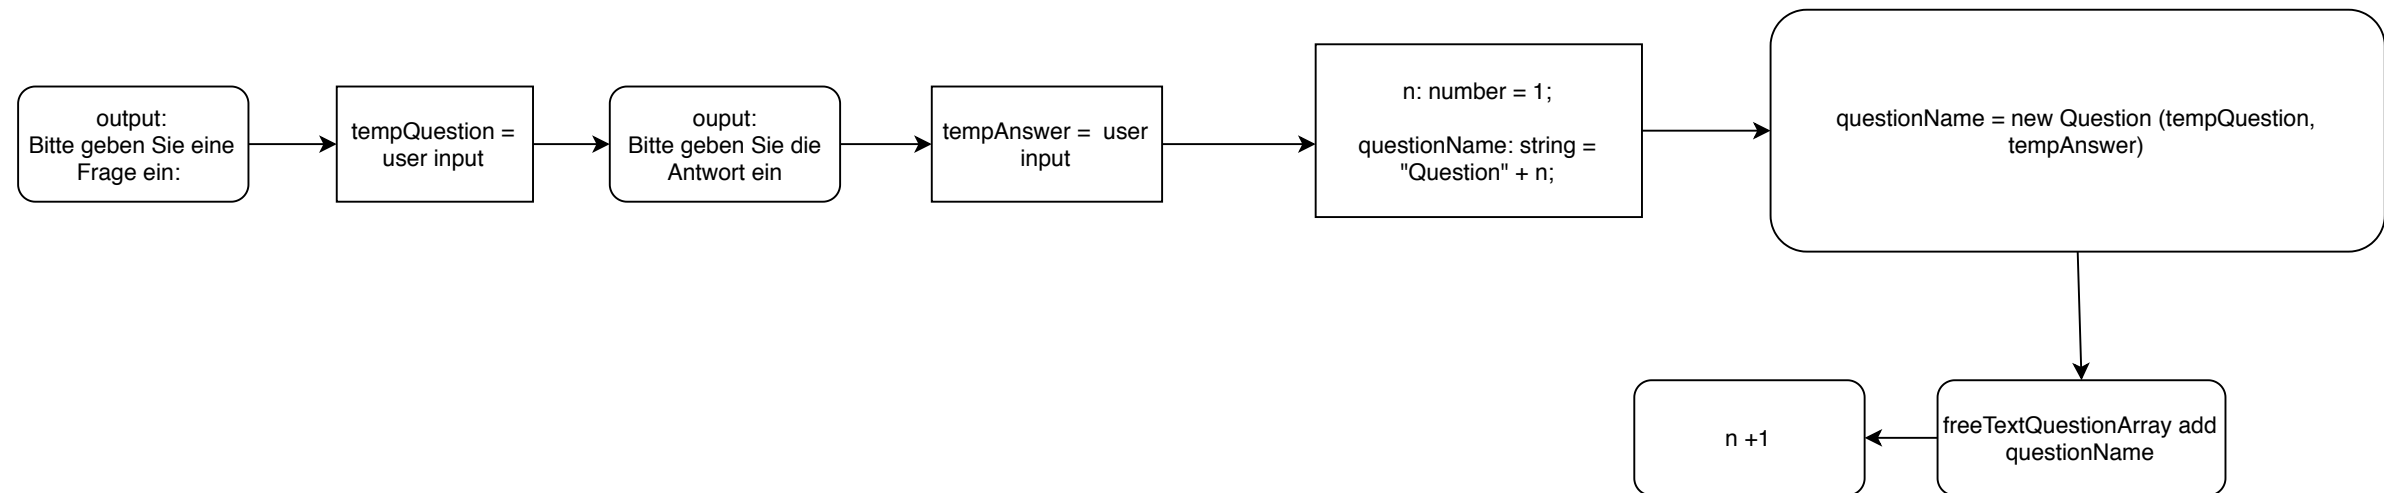 output:
Bitte geben Sie eine
Frage ein:
tempQuestion =
user input
ouput:
Bitte geben Sie die
Antwort ein
tempAnswer =  user
input
n: number = 1;
questionName: string =
"Question" + n;
questionName = new Question (tempQuestion,
tempAnswer)
freeTextQuestionArray add
questionName
n +1